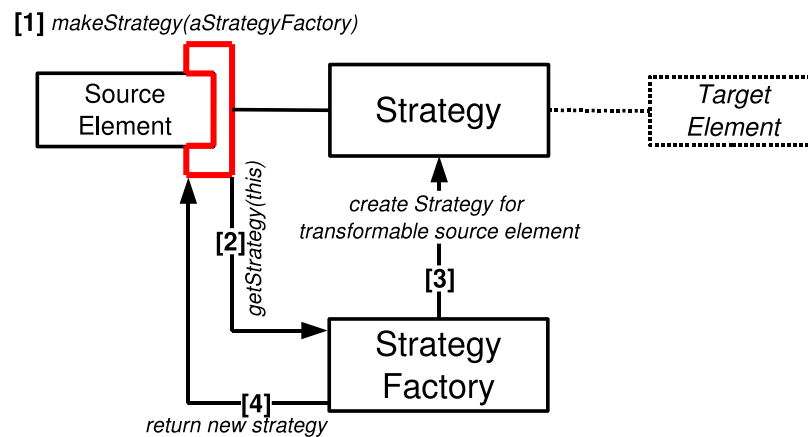 [1] makeStrategy(aStrategyFactory)
Source
Element
Strategy
Target
Element
[2]
getStrategy(this)
create Strategy for
transformable source element
[3]
Strategy
Factory
[4]
return new strategy